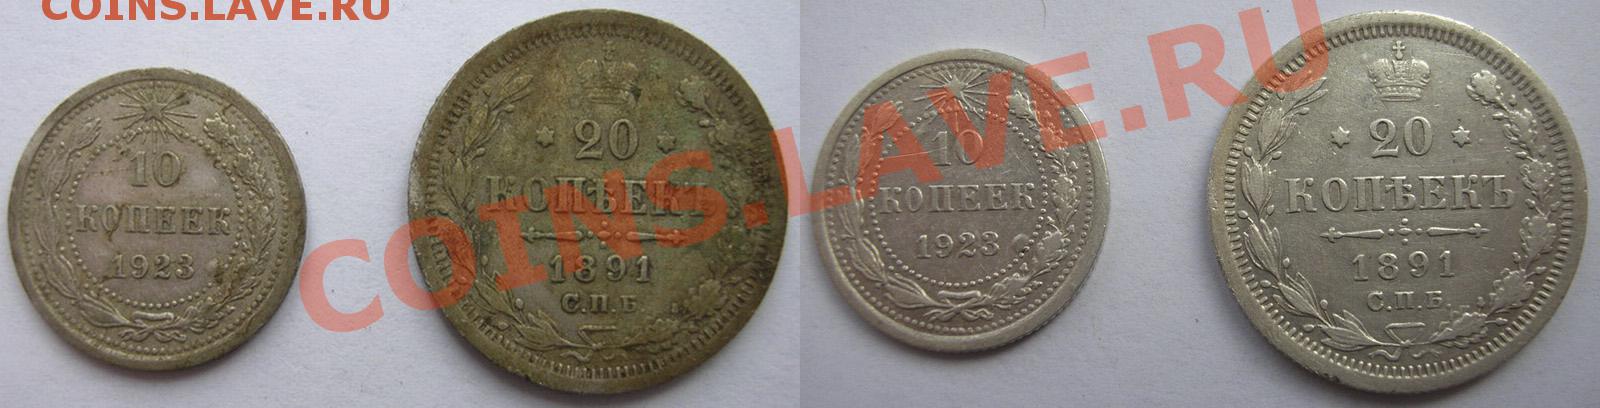 COINS.LAVE.RU
10
КОПЕЕК
1923
20
КОПѢЕКЪ
1891
С.П.Б
COINS.LAVE.RU
10
КОПЕЕК
1923
20
КОПѢЕКЪ
1891
С.П.Б.